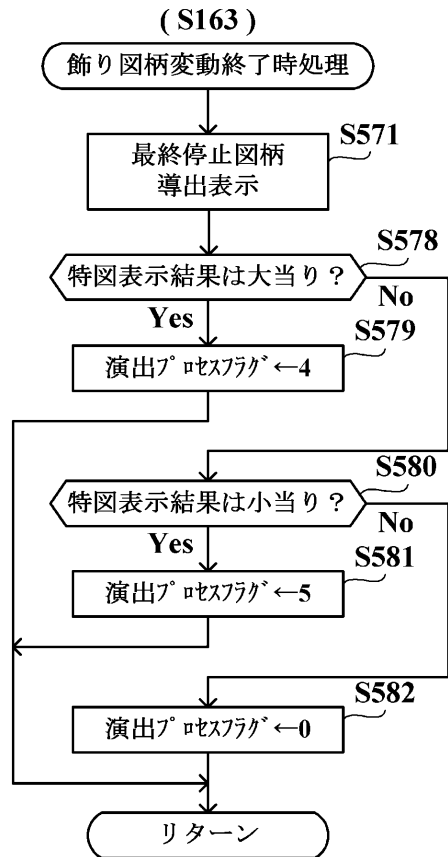 (S163)
飾り図柄変動終了時処理
S571
最終停止図柄
導出表示
S578
特図表示結果は大当り？
No
Yes
S579
演出ﾌﾟﾛｾｽﾌﾗｸﾞ←4
S580
特図表示結果は小当り？
No
Yes
S581
演出ﾌﾟﾛｾｽﾌﾗｸﾞ←5
S582
演出ﾌﾟﾛｾｽﾌﾗｸﾞ←0
リターン